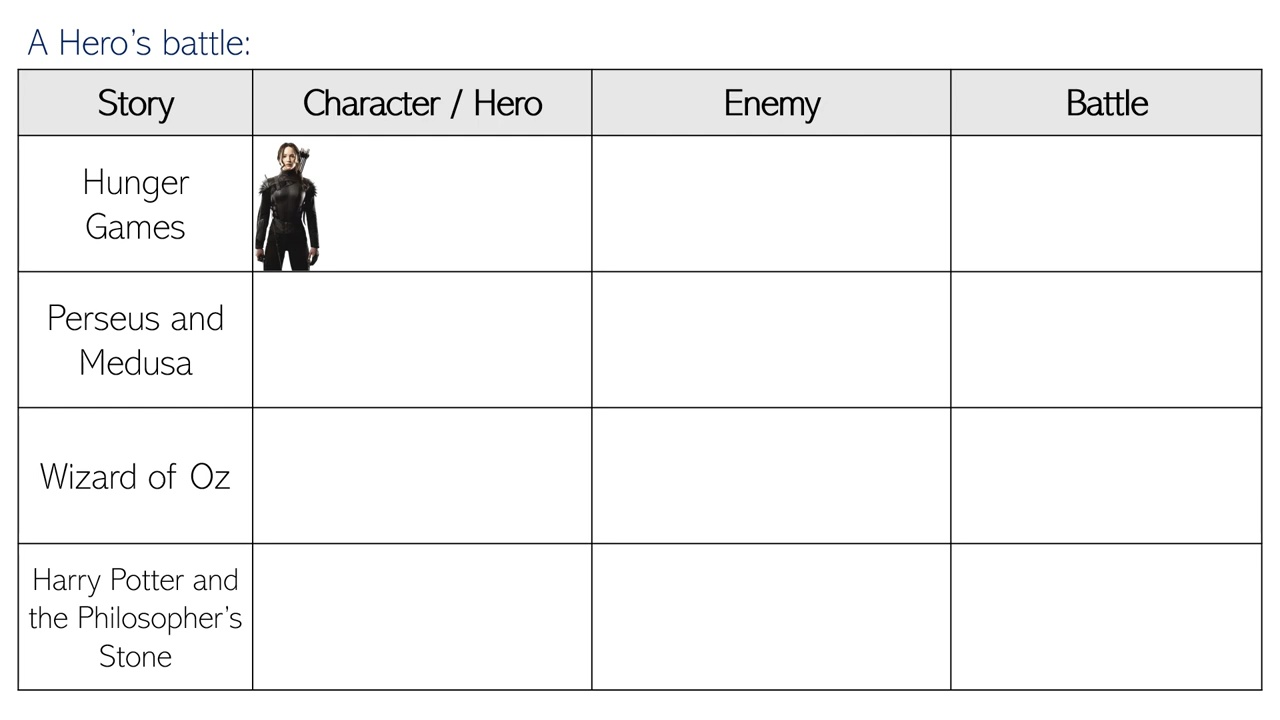 A Hero’s battle:
Story
Character / Hero
Enemy
Battle
Hunger
Games
Perseus and
Medusa
Wizard of Oz
Harry Potter and
the Philosopher’s
Stone